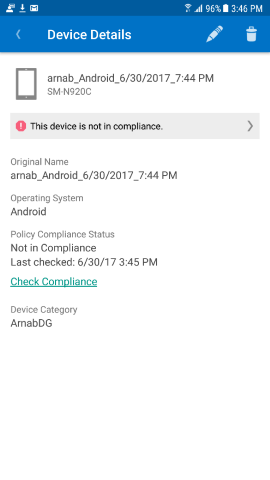 96% 3:46 PM
Device Details
arnab_Android_6/30/2017_7:44 PM
SM-N920C
This device is not in compliance.
Original Name
arnab_Android_6/30/2017_7:44 PM
Operating System
Android
Policy Compliance Status
Not in Compliance
Last checked: 6/30/17 3:45 PM
Check Compliance
Device Category
ArnabDG